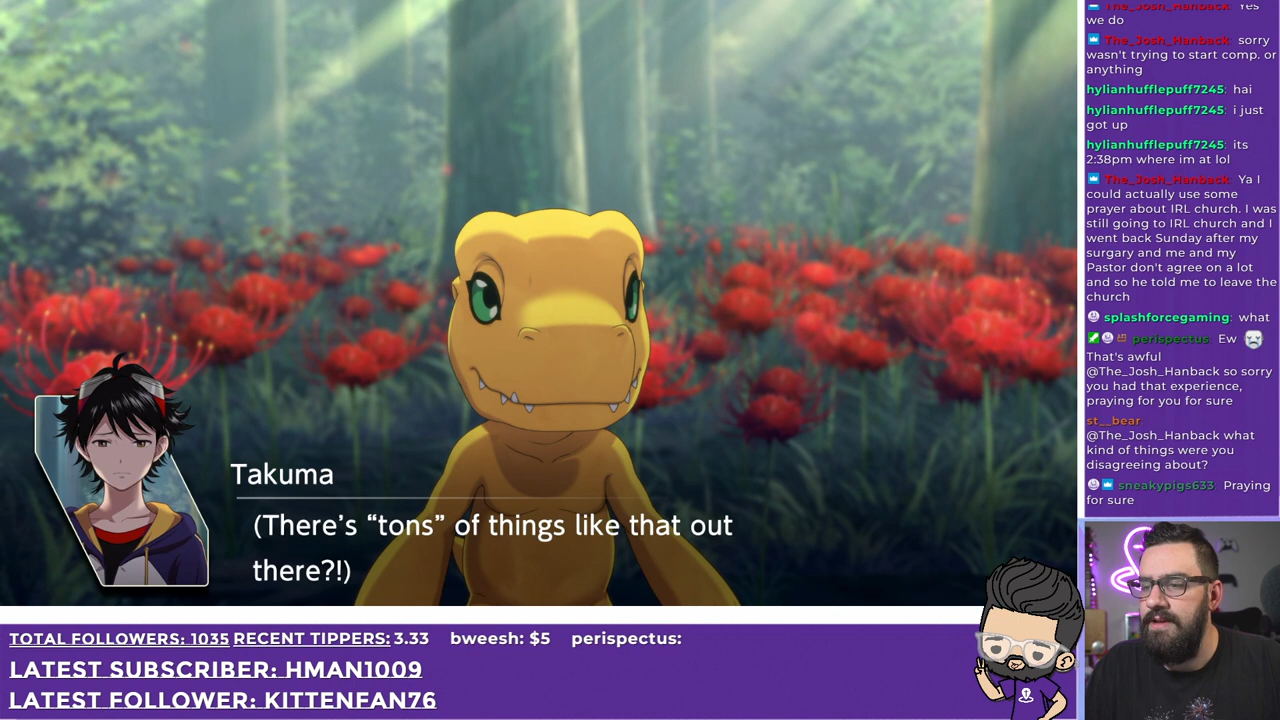 Takuma
(There's “tons” of things like that out
there?!)
The_Josh_Hanback: Yes
we do
The_Josh_Hanback: sorry
wasn't trying to start comp. or
anything
hylianhufflepuff7245: hai
hylianhufflepuff7245: i just
got up
hylianhufflepuff7245: its
2:38pm where im at lol
The_Josh_Hanback: Ya I
could actually use some
prayer about IRL church. I was
still going to IRL church and I
went back Sunday after my
surgary and me and my
Pastor don't agree on a lot
and so he told me to leave the
church
splashforcegaming: what
perispectus: Ew
That's awful
@The_Josh_Hanback so sorry
you had that experience,
praying for you for sure
st__bear:
@The_Josh_Hanback what
kind of things were you
disagreeing about?
sneakypigs633: Praying
for sure
TOTAL FOLLOWERS: 1035 RECENT TIPPERS: 3.33 bweesh: $5 perispectus:
LATEST SUBSCRIBER: HMAN1009
LATEST FOLLOWER: KITTENFAN76